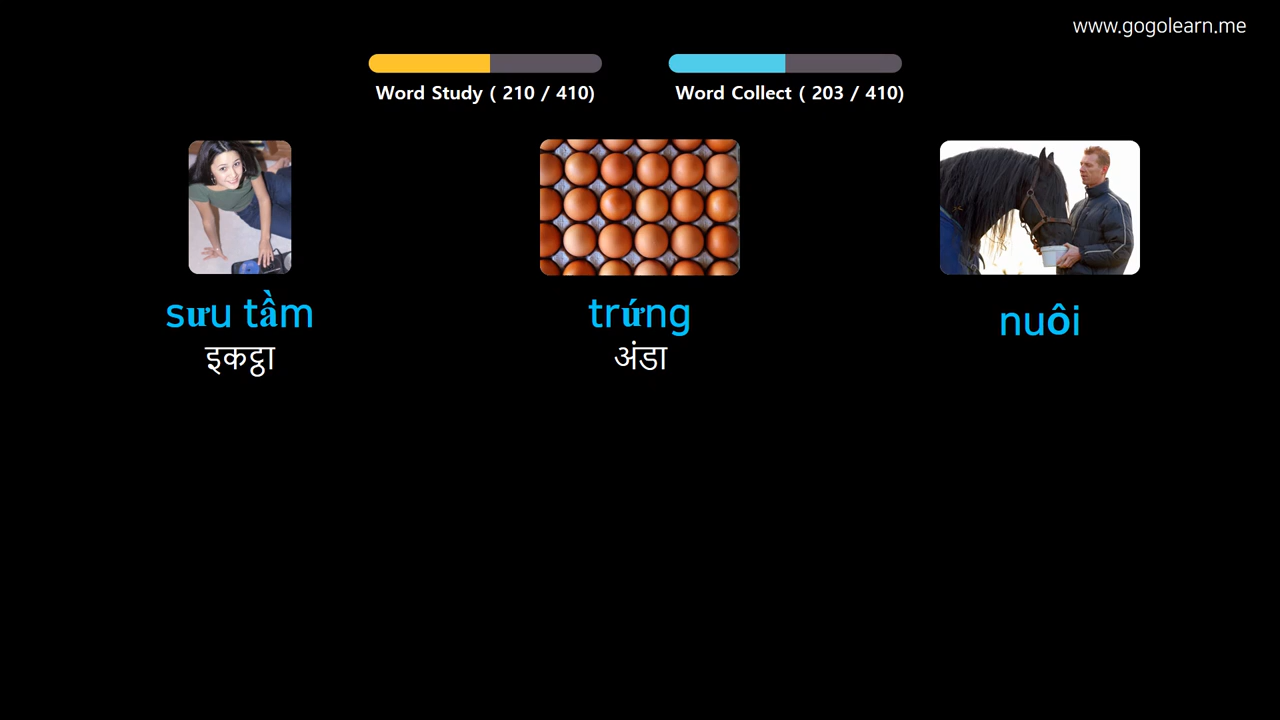 www.gogolearn.me
Word Study ( 210 / 410)
Word Collect ( 203 / 410)
sưu tầm
इकट्ठा
trứng
अंडा
nuôi